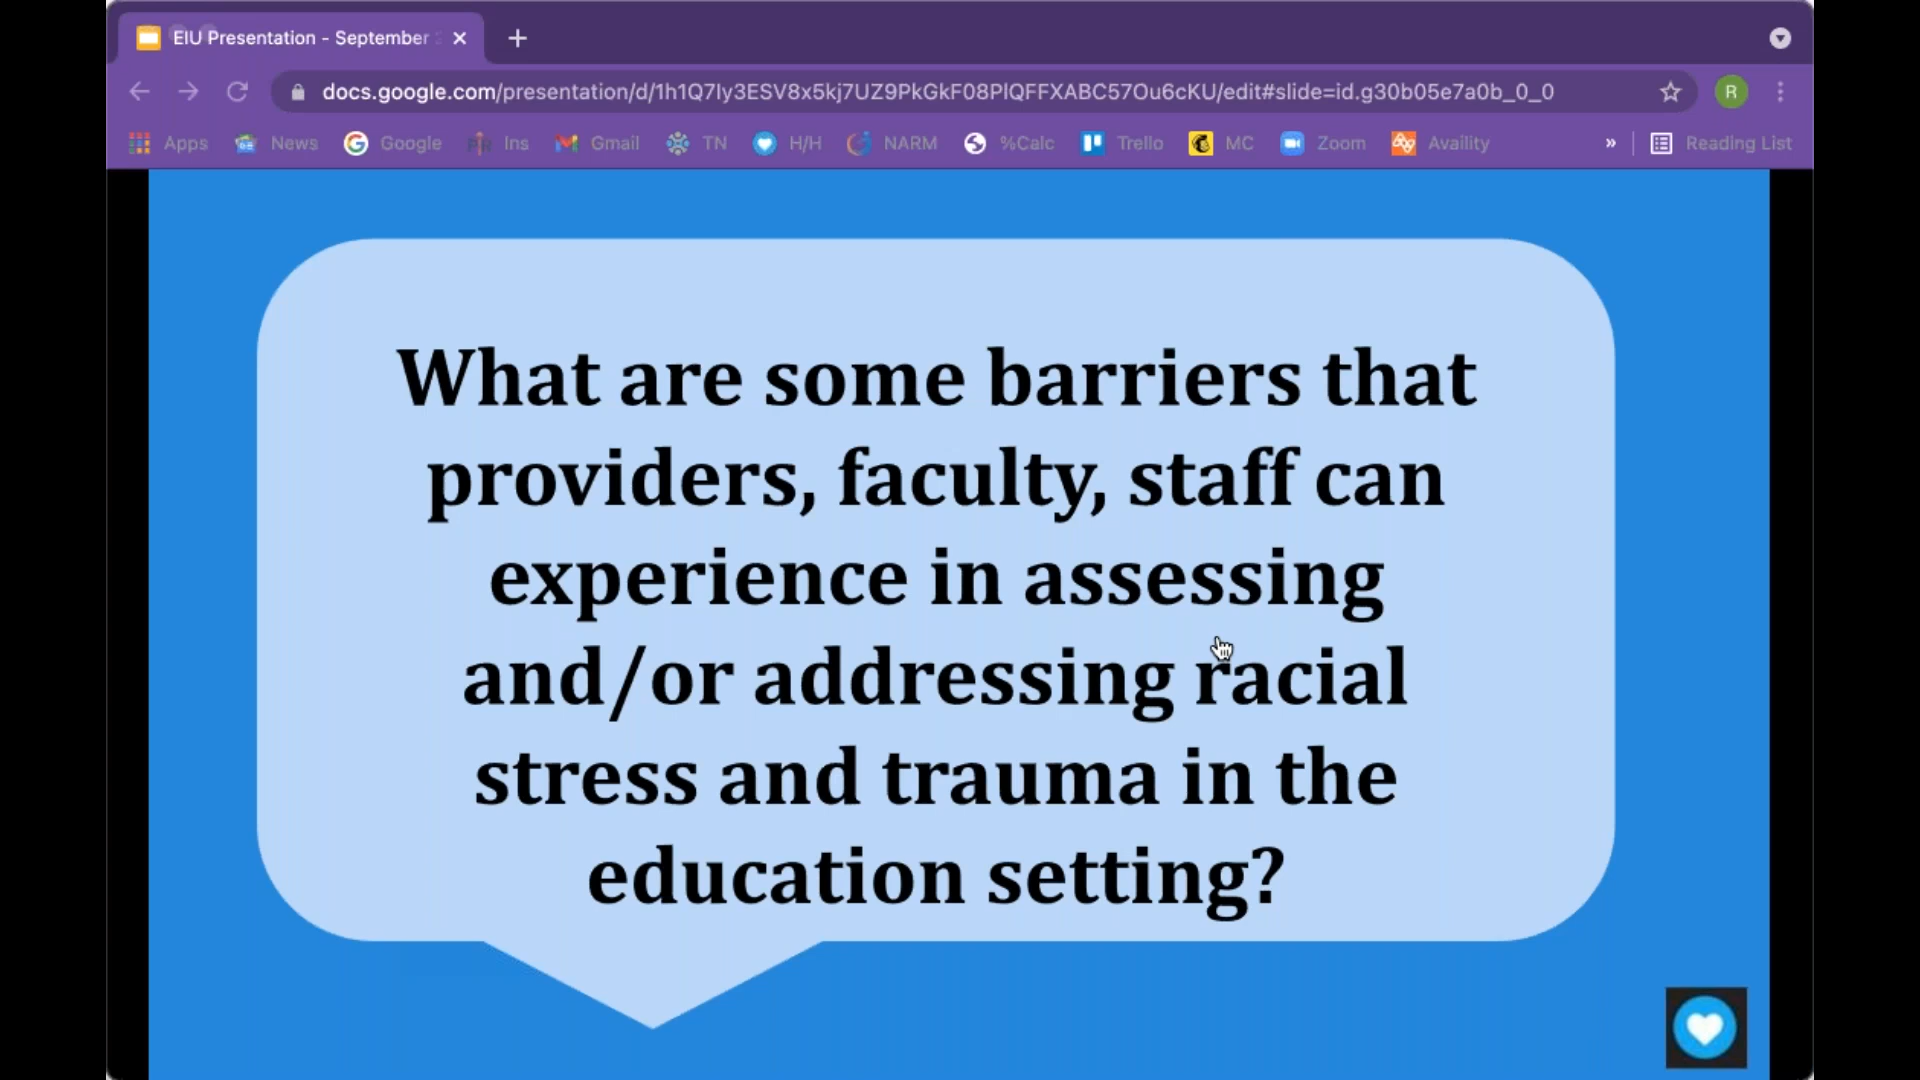 EIU Presentation - September
docs.google.com/presentation/d/1h1Q7Iy3ESV8x5kj7UZ9PkGkF08PlQFFXABC57Ou6cKU/edit#slide=id.g30b05e7a0b_0_0
R
Apps News Google Ins Gmail TN H/H NARM %Calc Trello MC Zoom Availity » Reading List
What are some barriers that
providers, faculty, staff can
experience in assessing
and/or addressing racial
stress and trauma in the
education setting?